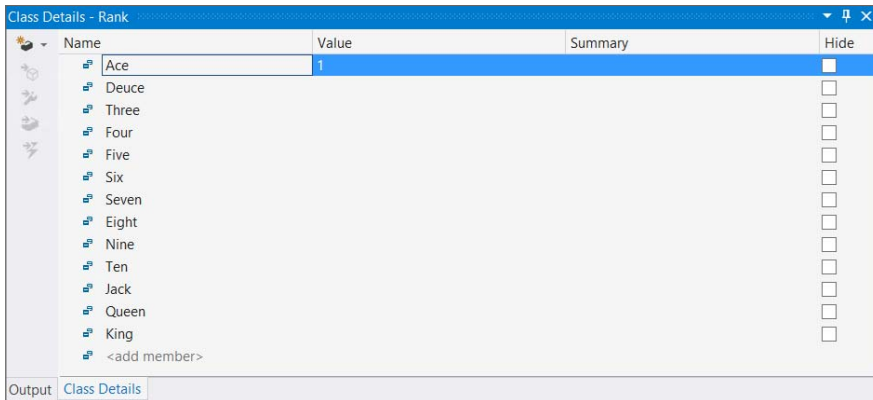 Class Details - Rank
Name Value Summary Hide
Ace 1
Deuce
Three
Four
Five
Six
Seven
Eight
Nine
Ten
Jack
Queen
King
<add member>
Output Class Details